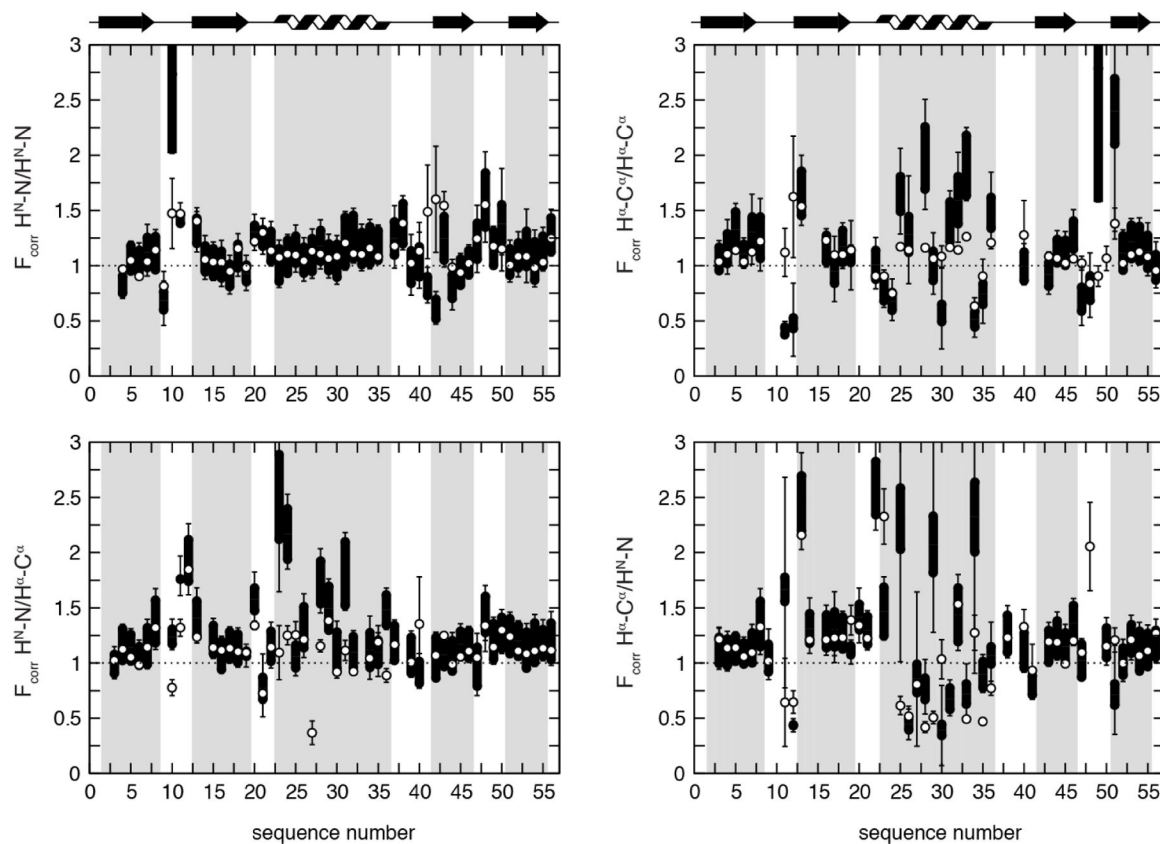 3
2.5
2
1.5
1
0.5
0
F_corr H^N-N/H^N-N
0 5 10 15 20 25 30 35 40 45 50 55
3
2.5
2
1.5
1
0.5
0
F_corr H^α-C^α/H^α-C^α
0 5 10 15 20 25 30 35 40 45 50 55
3
2.5
2
1.5
1
0.5
0
F_corr H^N-N/H^α-C^α
0 5 10 15 20 25 30 35 40 45 50 55
sequence number
3
2.5
2
1.5
1
0.5
0
F_corr H^α-C^α/H^N-N
0 5 10 15 20 25 30 35 40 45 50 55
sequence number